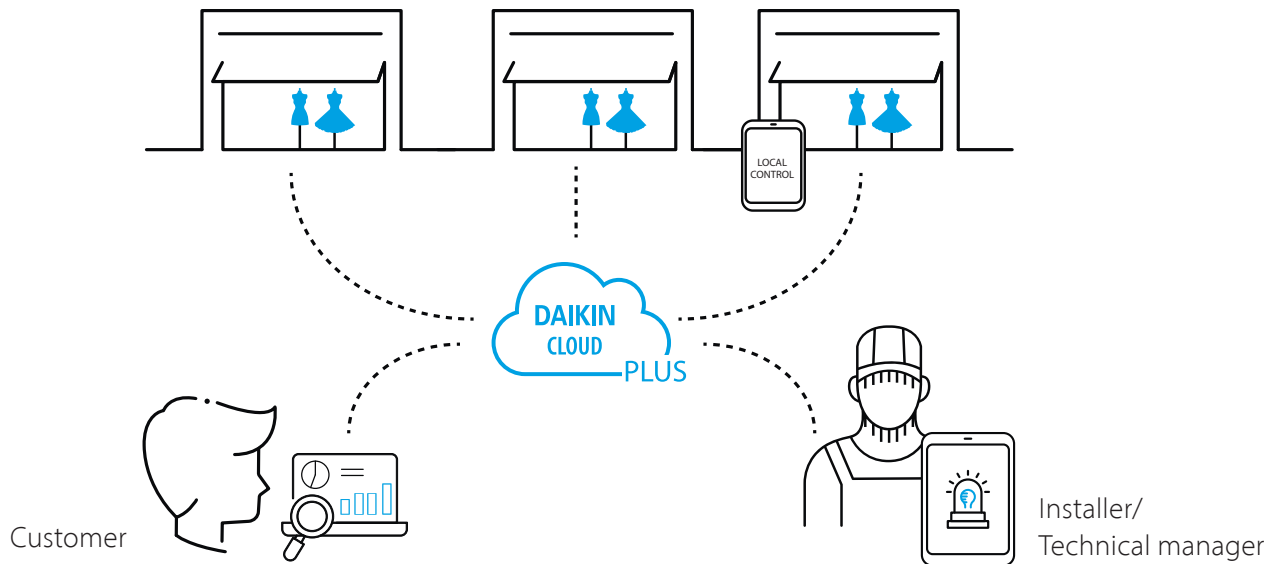 LOCAL
CONTROL
DAIKIN
CLOUD
PLUS
Customer
Installer/
Technical manager